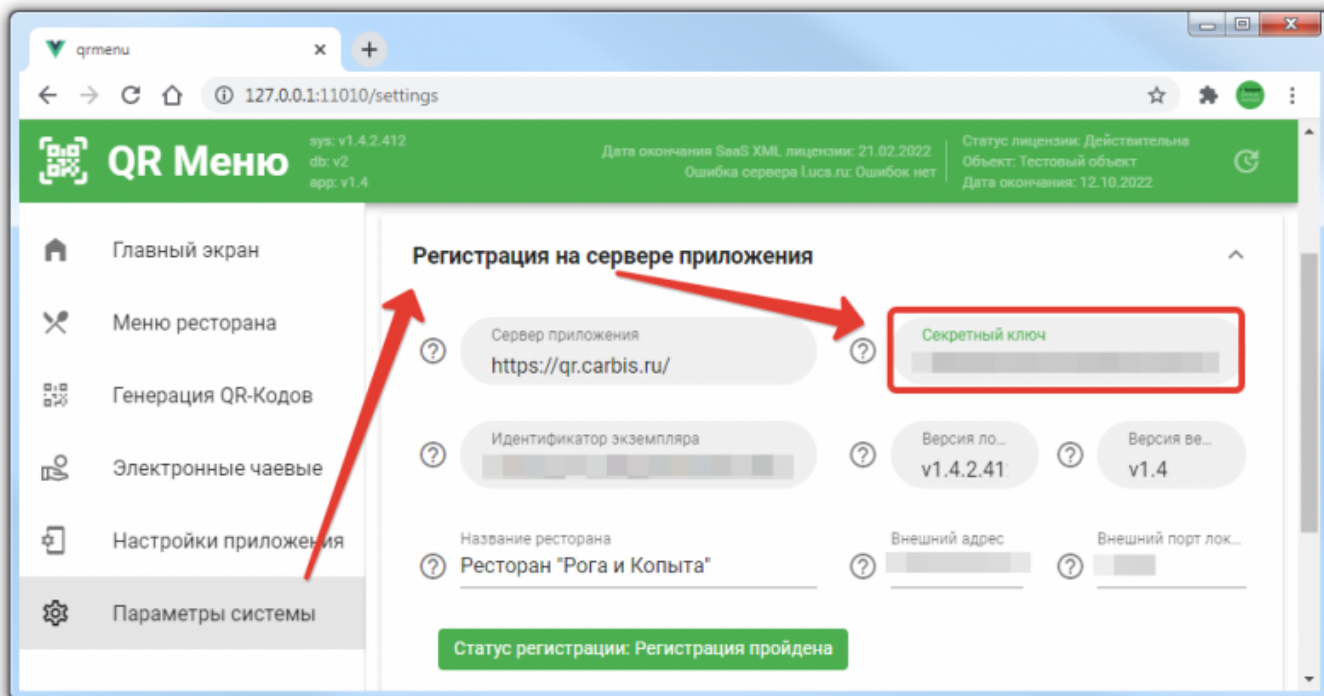 qrmenu
127.0.0.1:11010/settings
QR Меню
sys: v1.4.2.412
db: v2
app: v1.4
Дата окончания SaaS XML лицензии: 21.02.2022
Ошибка сервера l.ucs.ru: Ошибок нет
Статус лицензии: Действительна
Объект: Тестовый объект
Дата окончания: 12.10.2022
Главный экран
Меню ресторана
Генерация QR-Кодов
Электронные чаевые
Настройки приложения
Параметры системы
Регистрация на сервере приложения
Сервер приложения
https://qr.carbis.ru/
Секретный ключ
Идентификатор экземпляра
Версия ло...
v1.4.2.41
Версия ве...
v1.4
Название ресторана
Ресторан "Рога и Копыта"
Внешний адрес
Внешний порт лок...
Статус регистрации: Регистрация пройдена